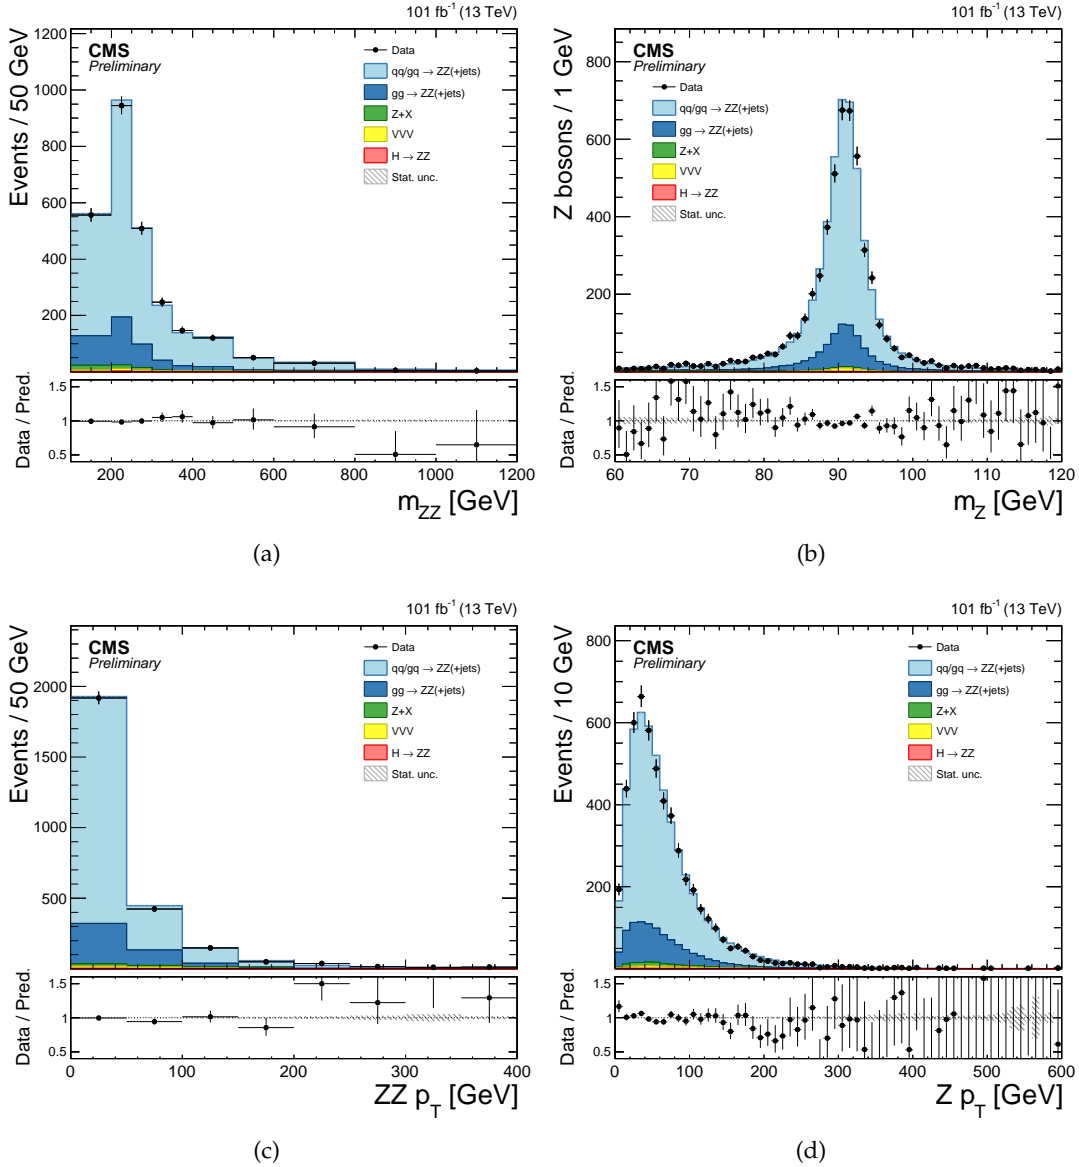 101 fb⁻¹ (13 TeV)
Events / 50 GeV
1200
1000
800
600
400
200
CMS
Preliminary
Data
qq/gq → ZZ(+jets)
gg → ZZ(+jets)
Z+X
VVV
H → ZZ
Stat. unc.
Data / Pred.
1.5
1
0.5
200 400 600 800 1000 1200
m_ZZ [GeV]
(a)
101 fb⁻¹ (13 TeV)
Z bosons / 1 GeV
800
600
400
200
CMS
Preliminary
Data
qq/gq → ZZ(+jets)
gg → ZZ(+jets)
Z+X
VVV
H → ZZ
Stat. unc.
Data / Pred.
1.5
1
0.5
60 70 80 90 100 110 120
m_Z [GeV]
(b)
101 fb⁻¹ (13 TeV)
Events / 50 GeV
2000
1500
1000
500
CMS
Preliminary
Data
qq/gq → ZZ(+jets)
gg → ZZ(+jets)
Z+X
VVV
H → ZZ
Stat. unc.
Data / Pred.
1.5
1
0.5
0 100 200 300 400
ZZ p_T [GeV]
(c)
101 fb⁻¹ (13 TeV)
Events / 10 GeV
800
600
400
200
CMS
Preliminary
Data
qq/gq → ZZ(+jets)
gg → ZZ(+jets)
Z+X
VVV
H → ZZ
Stat. unc.
Data / Pred.
1.5
1
0.5
0 100 200 300 400 500 600
Z p_T [GeV]
(d)